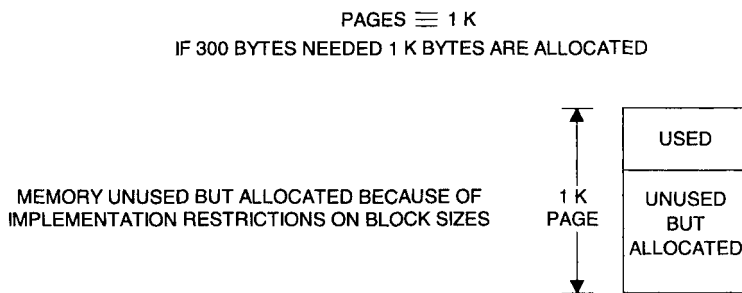 PAGES ≡ 1 K
IF 300 BYTES NEEDED 1 K BYTES ARE ALLOCATED
USED
MEMORY UNUSED BUT ALLOCATED BECAUSE OF
IMPLEMENTATION RESTRICTIONS ON BLOCK SIZES
1 K
PAGE
UNUSED
BUT
ALLOCATED